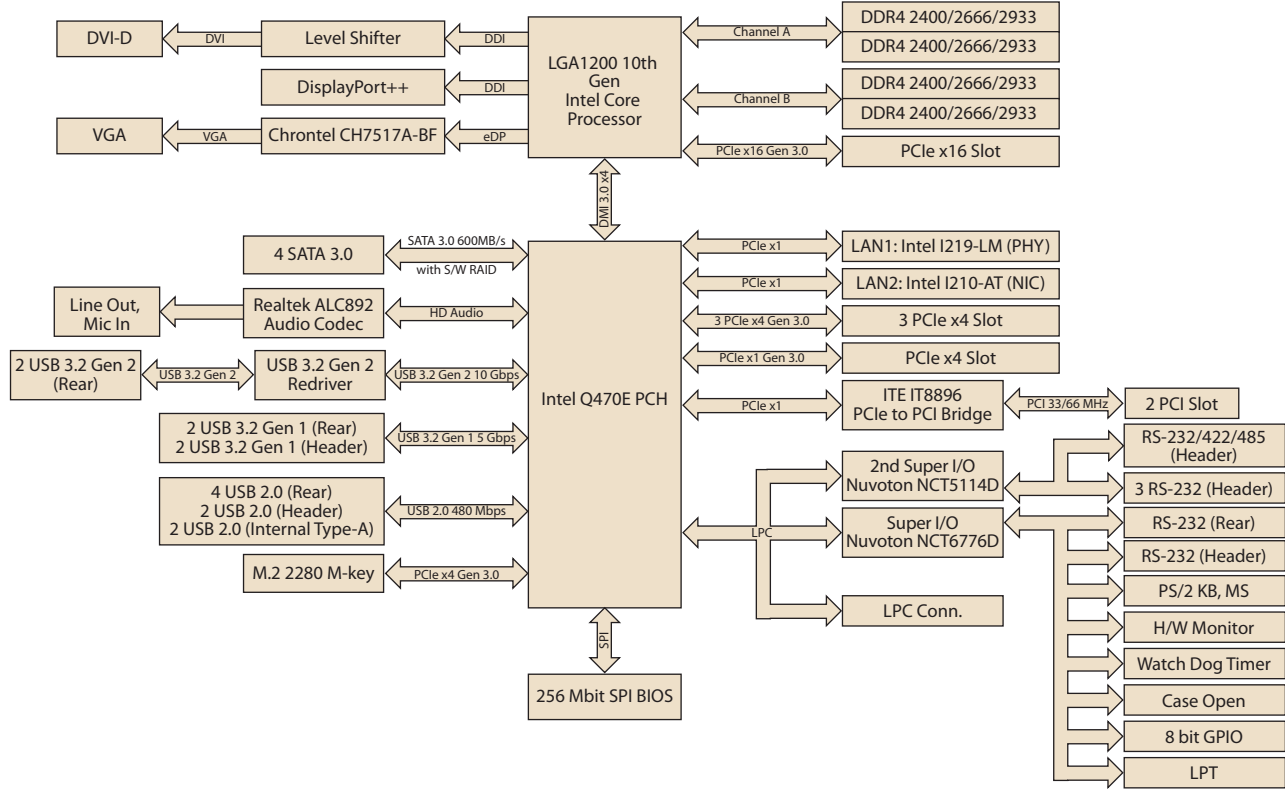 DVI-D
DVI
Level Shifter
DDI
DisplayPort++
DDI
VGA
VGA
Chrontel CH7517A-BF
eDP
LGA1200 10th
Gen
Intel Core
Processor
Channel A
DDR4 2400/2666/2933
DDR4 2400/2666/2933
Channel B
DDR4 2400/2666/2933
DDR4 2400/2666/2933
PCIe x16 Gen 3.0
PCIe x16 Slot
DMI 3.0 x4
4 SATA 3.0
SATA 3.0 600MB/s
with S/W RAID
Line Out,
Mic In
Realtek ALC892
Audio Codec
HD Audio
2 USB 3.2 Gen 2
(Rear)
USB 3.2 Gen 2
USB 3.2 Gen 2
Redriver
USB 3.2 Gen 2 10 Gbps
2 USB 3.2 Gen 1 (Rear)
2 USB 3.2 Gen 1 (Header)
USB 3.2 Gen 1 5 Gbps
4 USB 2.0 (Rear)
2 USB 2.0 (Header)
2 USB 2.0 (Internal Type-A)
USB 2.0 480 Mbps
M.2 2280 M-key
PCIe x4 Gen 3.0
Intel Q470E PCH
PCIe x1
LAN1: Intel I219-LM (PHY)
PCIe x1
LAN2: Intel I210-AT (NIC)
3 PCIe x4 Gen 3.0
3 PCIe x4 Slot
PCIe x1 Gen 3.0
PCIe x4 Slot
PCIe x1
ITE IT8896
PCIe to PCI Bridge
PCI 33/66 MHz
2 PCI Slot
LPC
2nd Super I/O
Nuvoton NCT5114D
Super I/O
Nuvoton NCT6776D
LPC Conn.
RS-232/422/485
(Header)
3 RS-232 (Header)
RS-232 (Rear)
RS-232 (Header)
PS/2 KB, MS
H/W Monitor
Watch Dog Timer
Case Open
8 bit GPIO
LPT
SPI
256 Mbit SPI BIOS